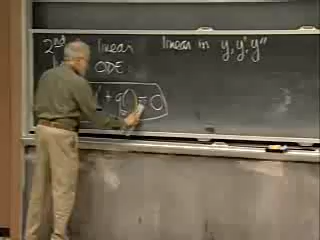 2nd linear linear in y, y', y"
ODE
+ q = 0